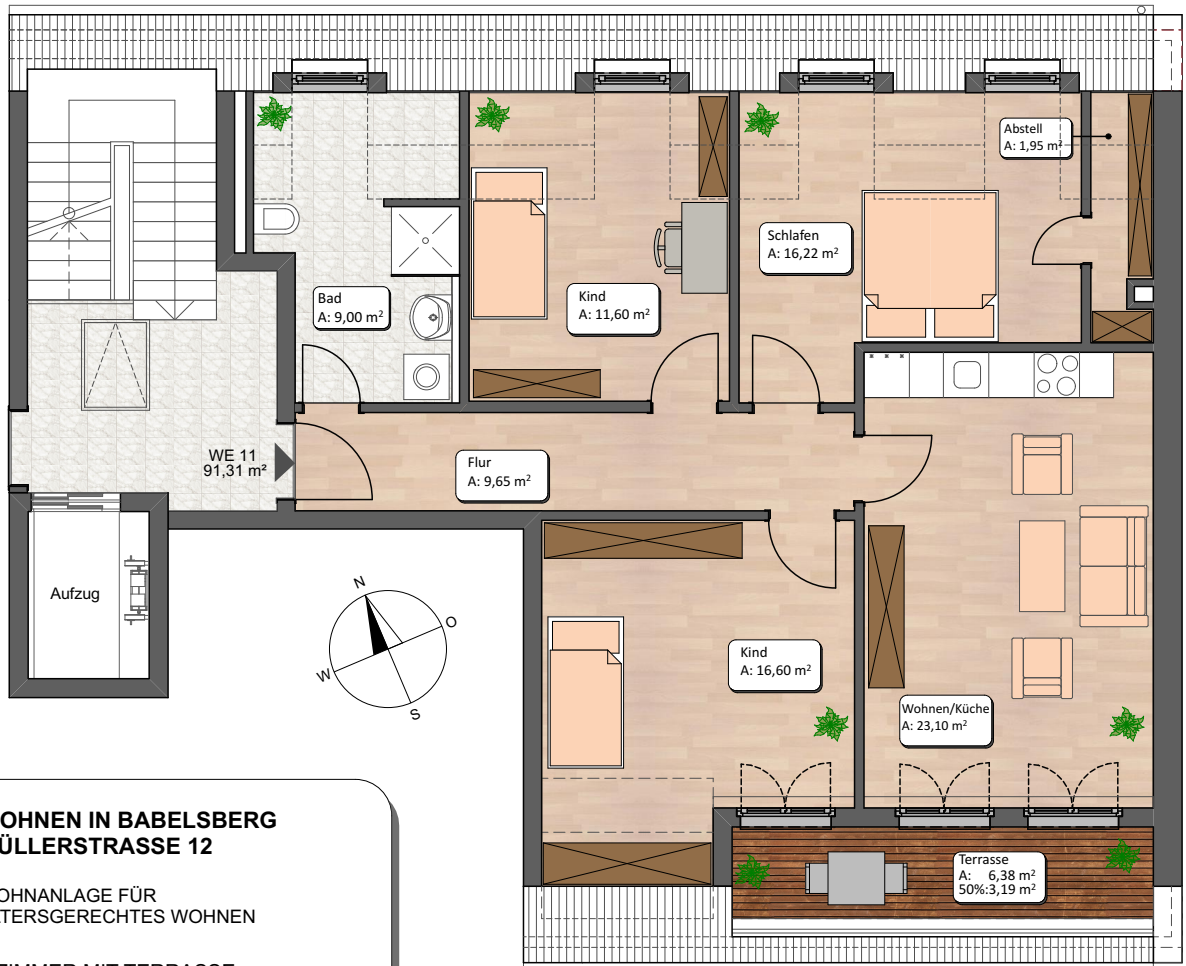 Abstell
A: 1,95 m²
Schlafen
A: 16,22 m²
Bad
A: 9,00 m²
Kind
A: 11,60 m²
WE 11
91,31 m²
Flur
A: 9,65 m²
Aufzug
N
O
W
S
Kind
A: 16,60 m²
Wohnen/Küche
A: 23,10 m²
Terrasse
A: 6,38 m²
50%:3,19 m²
OHNEN IN BABELSBERG
ÜLLERSTRASSE 12
OHNANLAGE FÜR
TERSGERECHTES WOHNEN